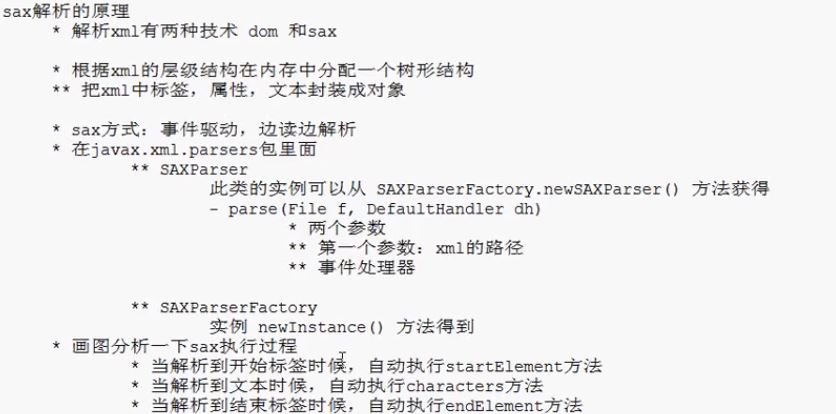 sax解析的原理
* 解析xml有两种技术 dom 和sax
* 根据xml的层级结构在内存中分配一个树形结构
** 把xml中标签，属性，文本封装成对象
* sax方式：事件驱动，边读边解析
* 在javax.xml.parsers包里面
** SAXParser
此类的实例可以从 SAXParserFactory.newSAXParser() 方法获得
- parse(File f, DefaultHandler dh)
* 两个参数
** 第一个参数：xml的路径
** 事件处理器
** SAXParserFactory
实例 newInstance() 方法得到
* 画图分析一下sax执行过程
* 当解析到开始标签时候，自动执行startElement方法
* 当解析到文本时候，自动执行characters方法
* 当解析到结束标签时候，自动执行endElement方法